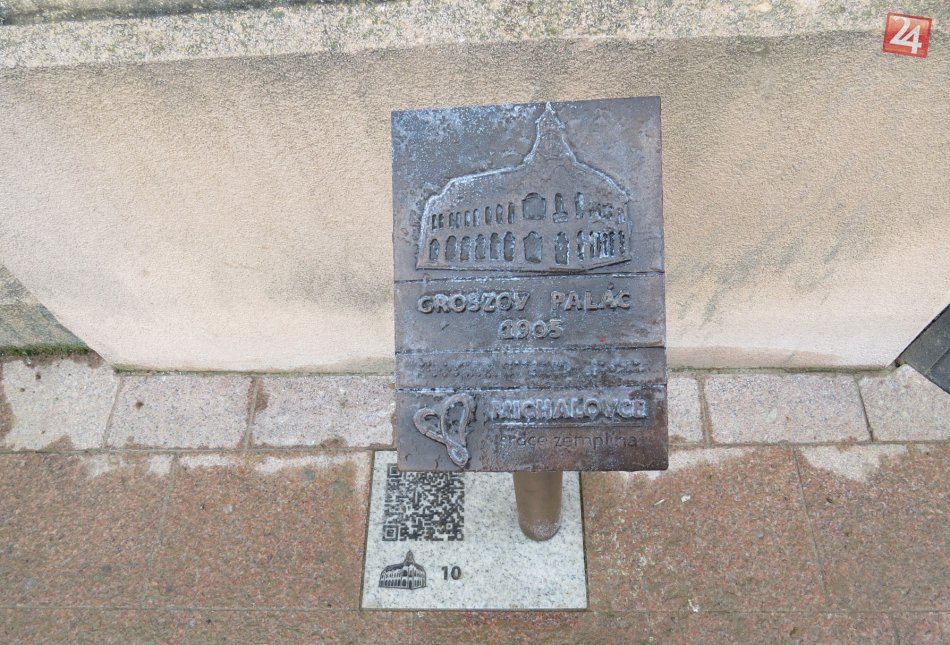 24
GROSZOV PALÁC
1905
MICHALOVCE
srdce zemplína
10